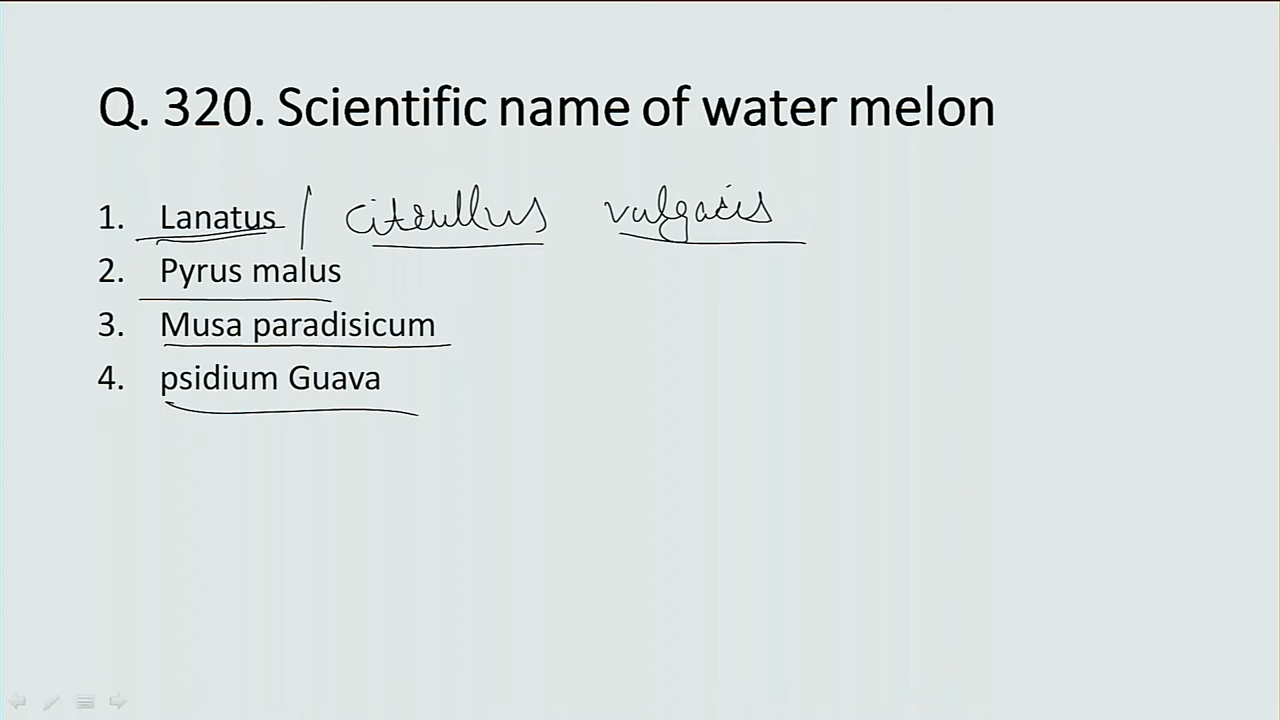 Q. 320. Scientific name of water melon
1. Lanatus / citrullus vulgaris
2. Pyrus malus
3. Musa paradisicum
4. psidium Guava